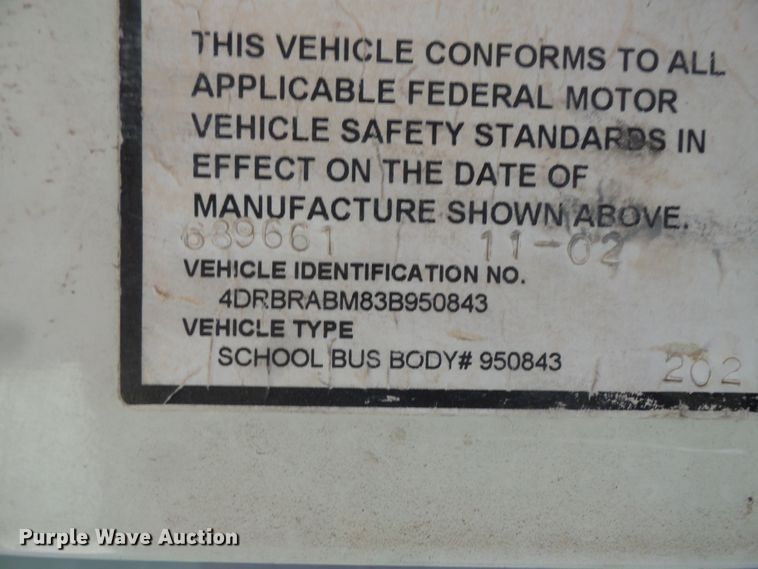 THIS VEHICLE CONFORMS TO ALL
APPLICABLE FEDERAL MOTOR
VEHICLE SAFETY STANDARDS IN
EFFECT ON THE DATE OF
MANUFACTURE SHOWN ABOVE.
689661 11-02
VEHICLE IDENTIFICATION NO.
4DRBRABM83B950843
VEHICLE TYPE
SCHOOL BUS BODY# 950843
202
Purple Wave Auction